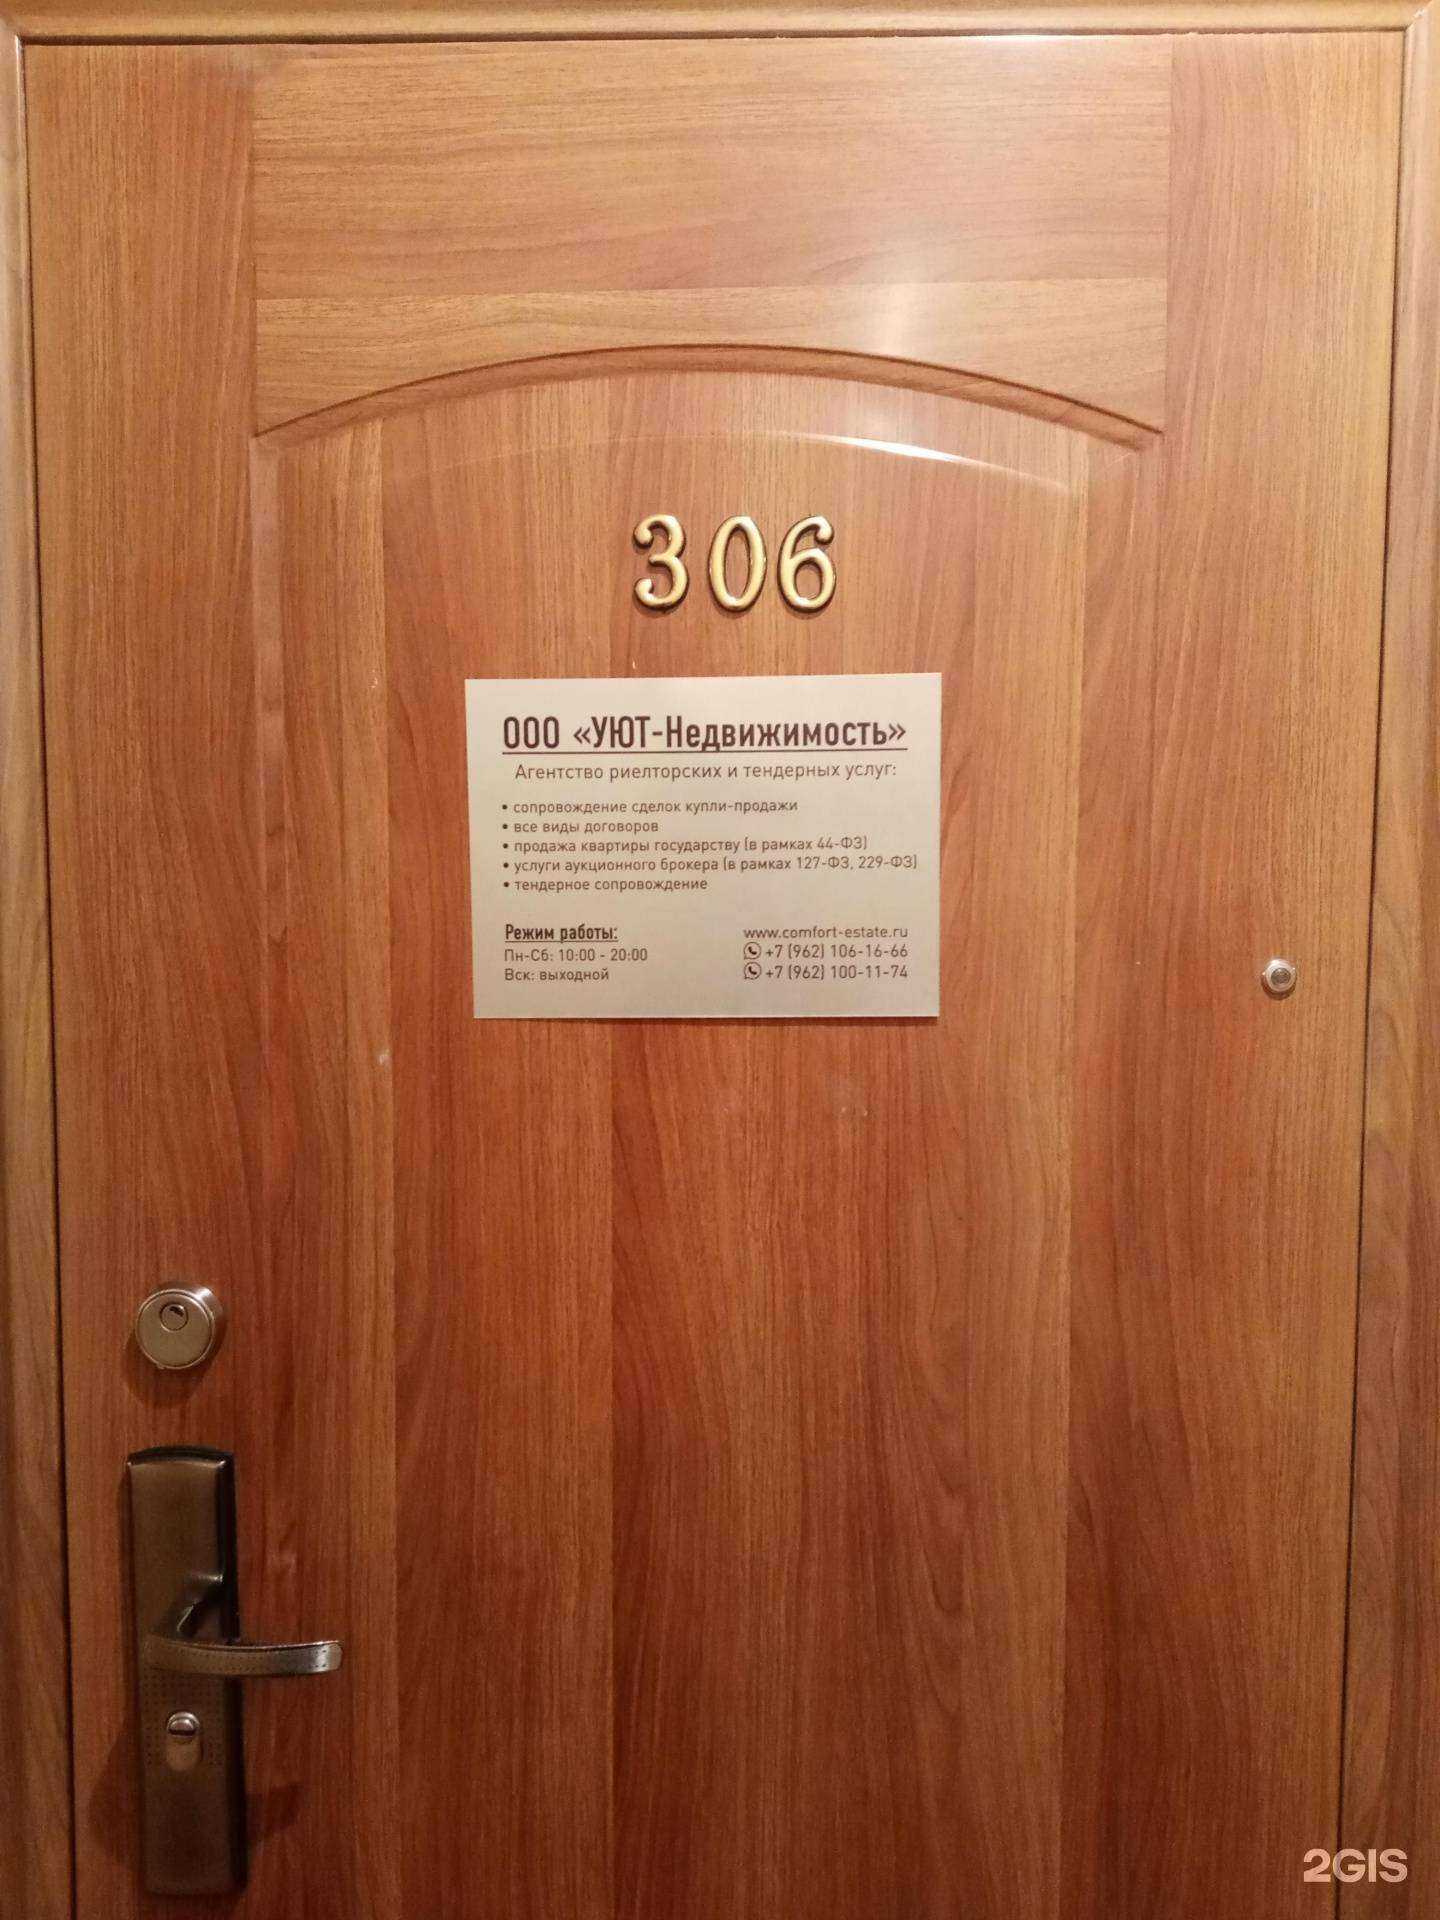 306
ООО «УЮТ-Недвижимость»
Агентство риелторских и тендерных услуг:
• сопровождение сделок купли-продажи
• все виды договоров
• продажа квартиры государству (в рамках 44-ФЗ)
• услуги аукционного брокера (в рамках 127-ФЗ, 229-ФЗ)
• тендерное сопровождение
Режим работы:
Пн-Сб: 10:00 - 20:00
Вск: выходной
www.comfort-estate.ru
+7 (962) 106-16-66
+7 (962) 100-11-74
2GIS